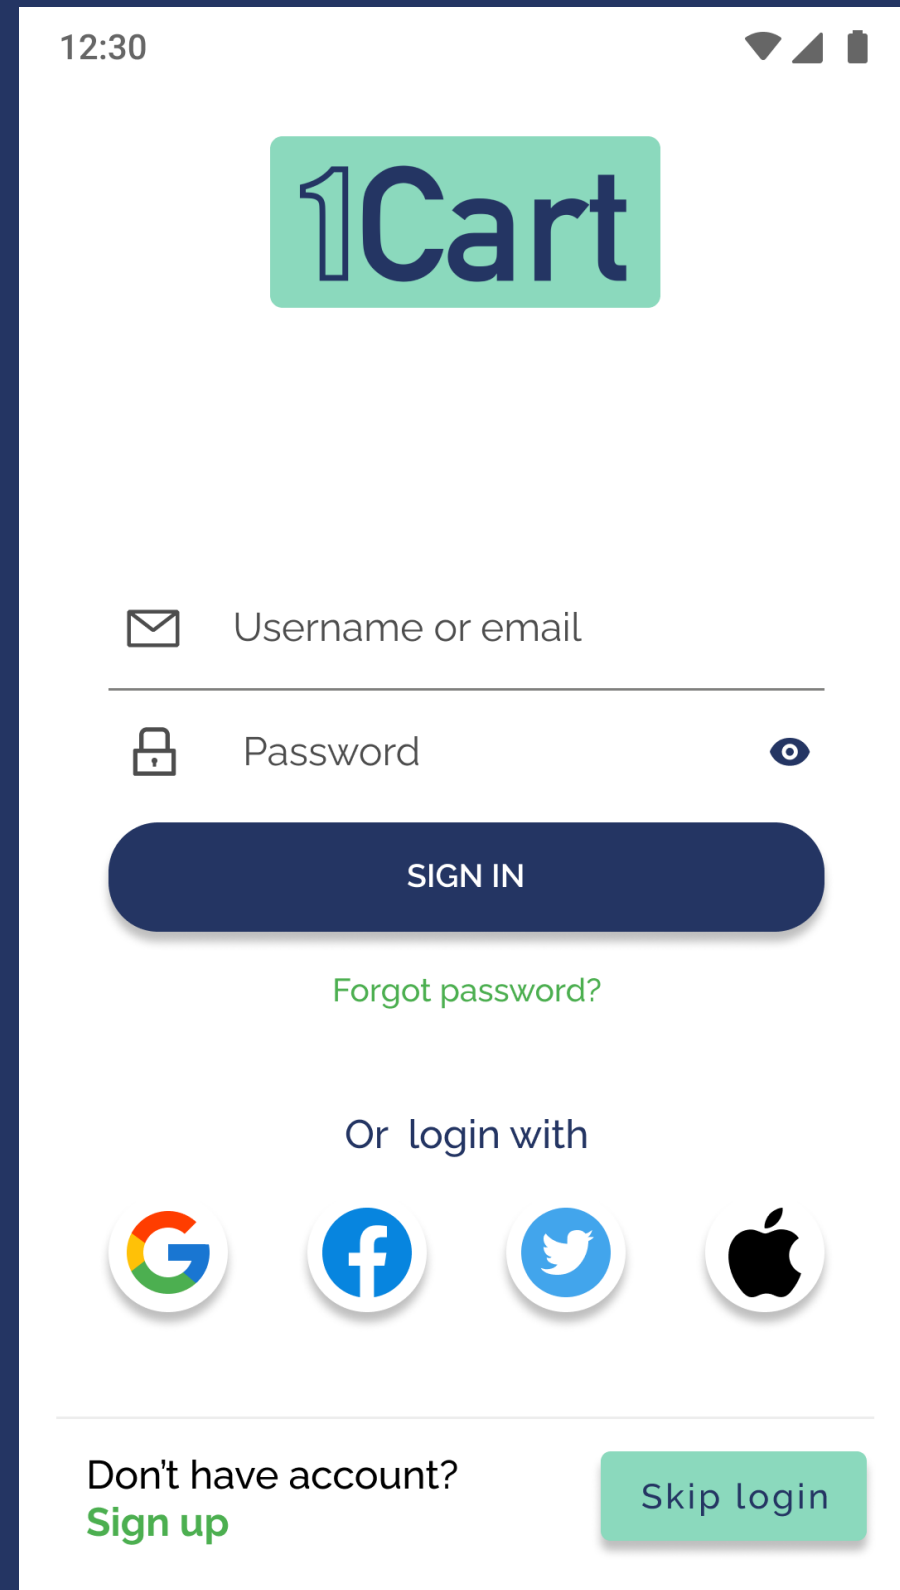 12:30
1Cart
Username or email
Password
SIGN IN
Forgot password?
Or login with
Don't have account?
Sign up
Skip login